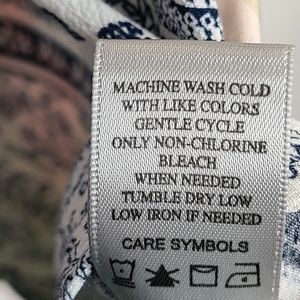 MACHINE WASH COLD
WITH LIKE COLORS
GENTLE CYCLE
ONLY NON-CHLORINE
BLEACH
WHEN NEEDED
TUMBLE DRY LOW
LOW IRON IF NEEDED
CARE SYMBOLS